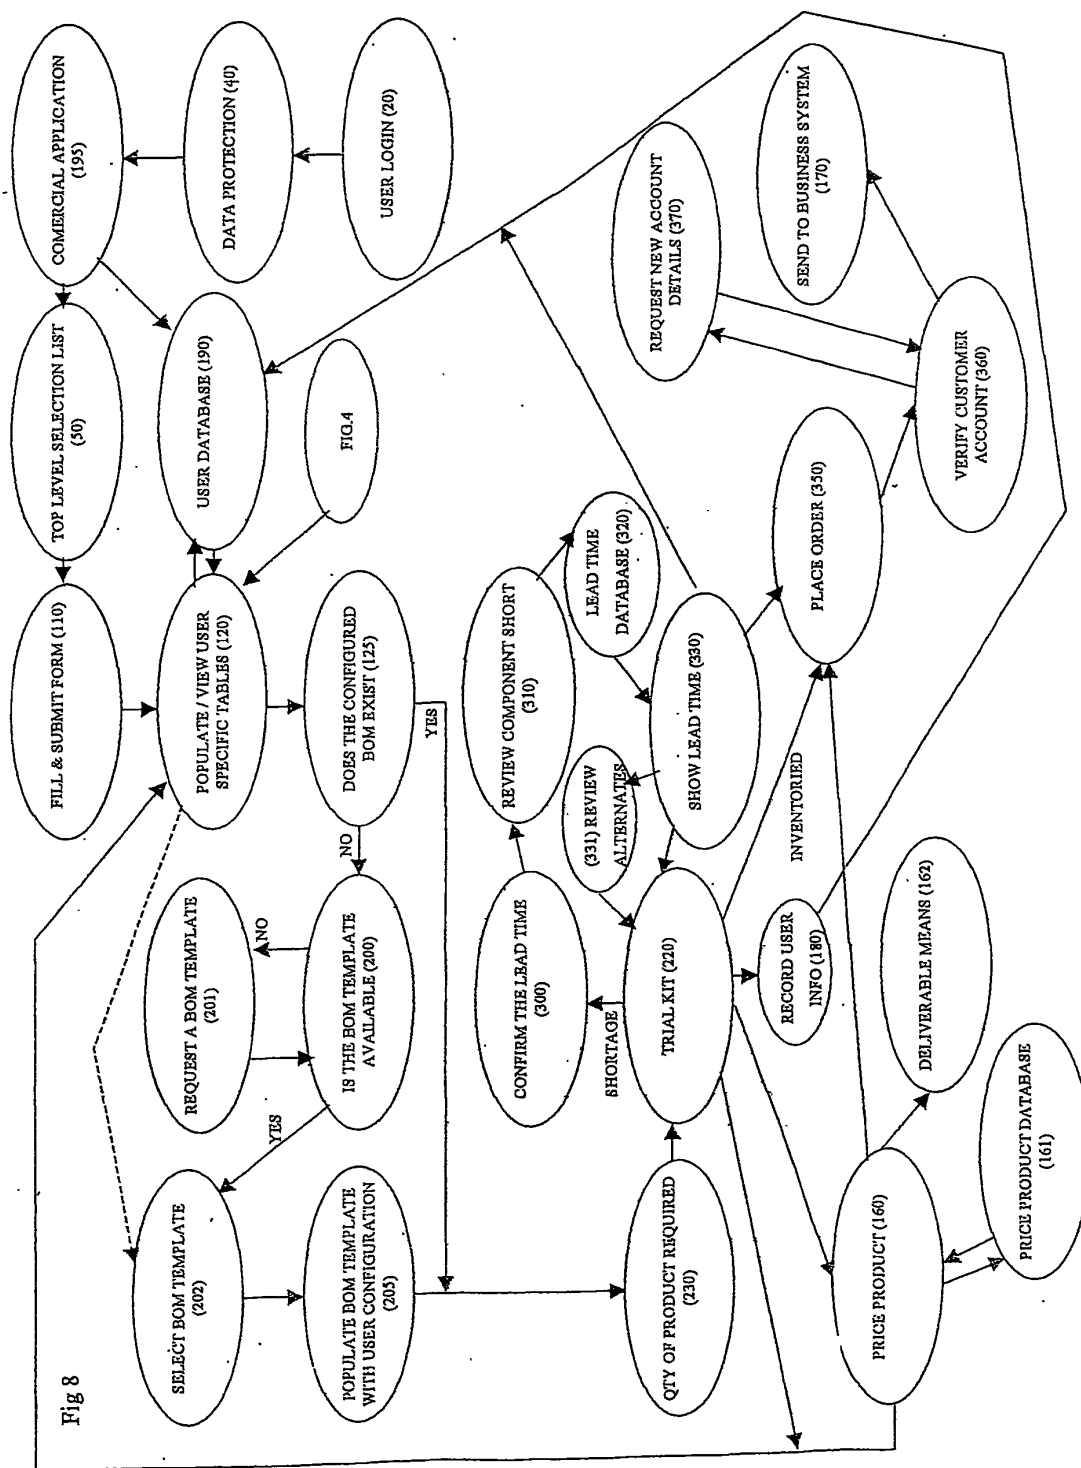 Fig 8
FILL & SUBMIT FORM (110)
TOP LEVEL SELECTION LIST
(50)
COMERCIAL APPLICATION
(195)
SELECT BOM TEMPLATE
(202)
REQUEST A BOM TEMPLATE
(201)
POPULATE / VIEW USER
SPECIFIC TABLES (120)
USER DATABASE (190)
DATA PROTECTION (40)
YES
NO
POPULATE BOM TEMPLATE
WITH USER CONFIGURATION
(205)
IS THE BOM TEMPLATE
AVAILABLE (200)
NO
DOES THE CONFIGURED
BOM EXIST (125)
FIG.4
USER LOGIN (20)
YES
CONFIRM THE LEAD TIME
(300)
REVIEW COMPONENT SHORT
(310)
LEAD TIME
DATABASE (320)
(331) REVIEW
ALTERNATES
SHORTAGE
QTY OF PRODUCT REQUIRED
(230)
TRIAL KIT (220)
SHOW LEAD TIME (330)
REQUEST NEW ACCOUNT
DETAILS (370)
INVENTORIED
RECORD USER
INFO (180)
PLACE ORDER (350)
SEND TO BUSINESS SYSTEM
(170)
PRICE PRODUCT (160)
DELIVERABLE MEANS (162)
VERIFY CUSTOMER
ACCOUNT (360)
PRICE PRODUCT DATABASE
(161)